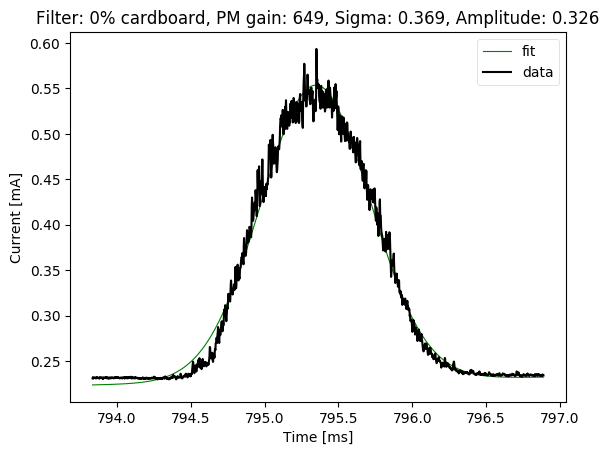 Filter: 0% cardboard, PM gain: 649, Sigma: 0.369, Amplitude: 0.326
fit
data
0.60
0.55
0.50
0.45
0.40
0.35
0.30
0.25
Current [mA]
794.0 794.5 795.0 795.5 796.0 796.5 797.0
Time [ms]